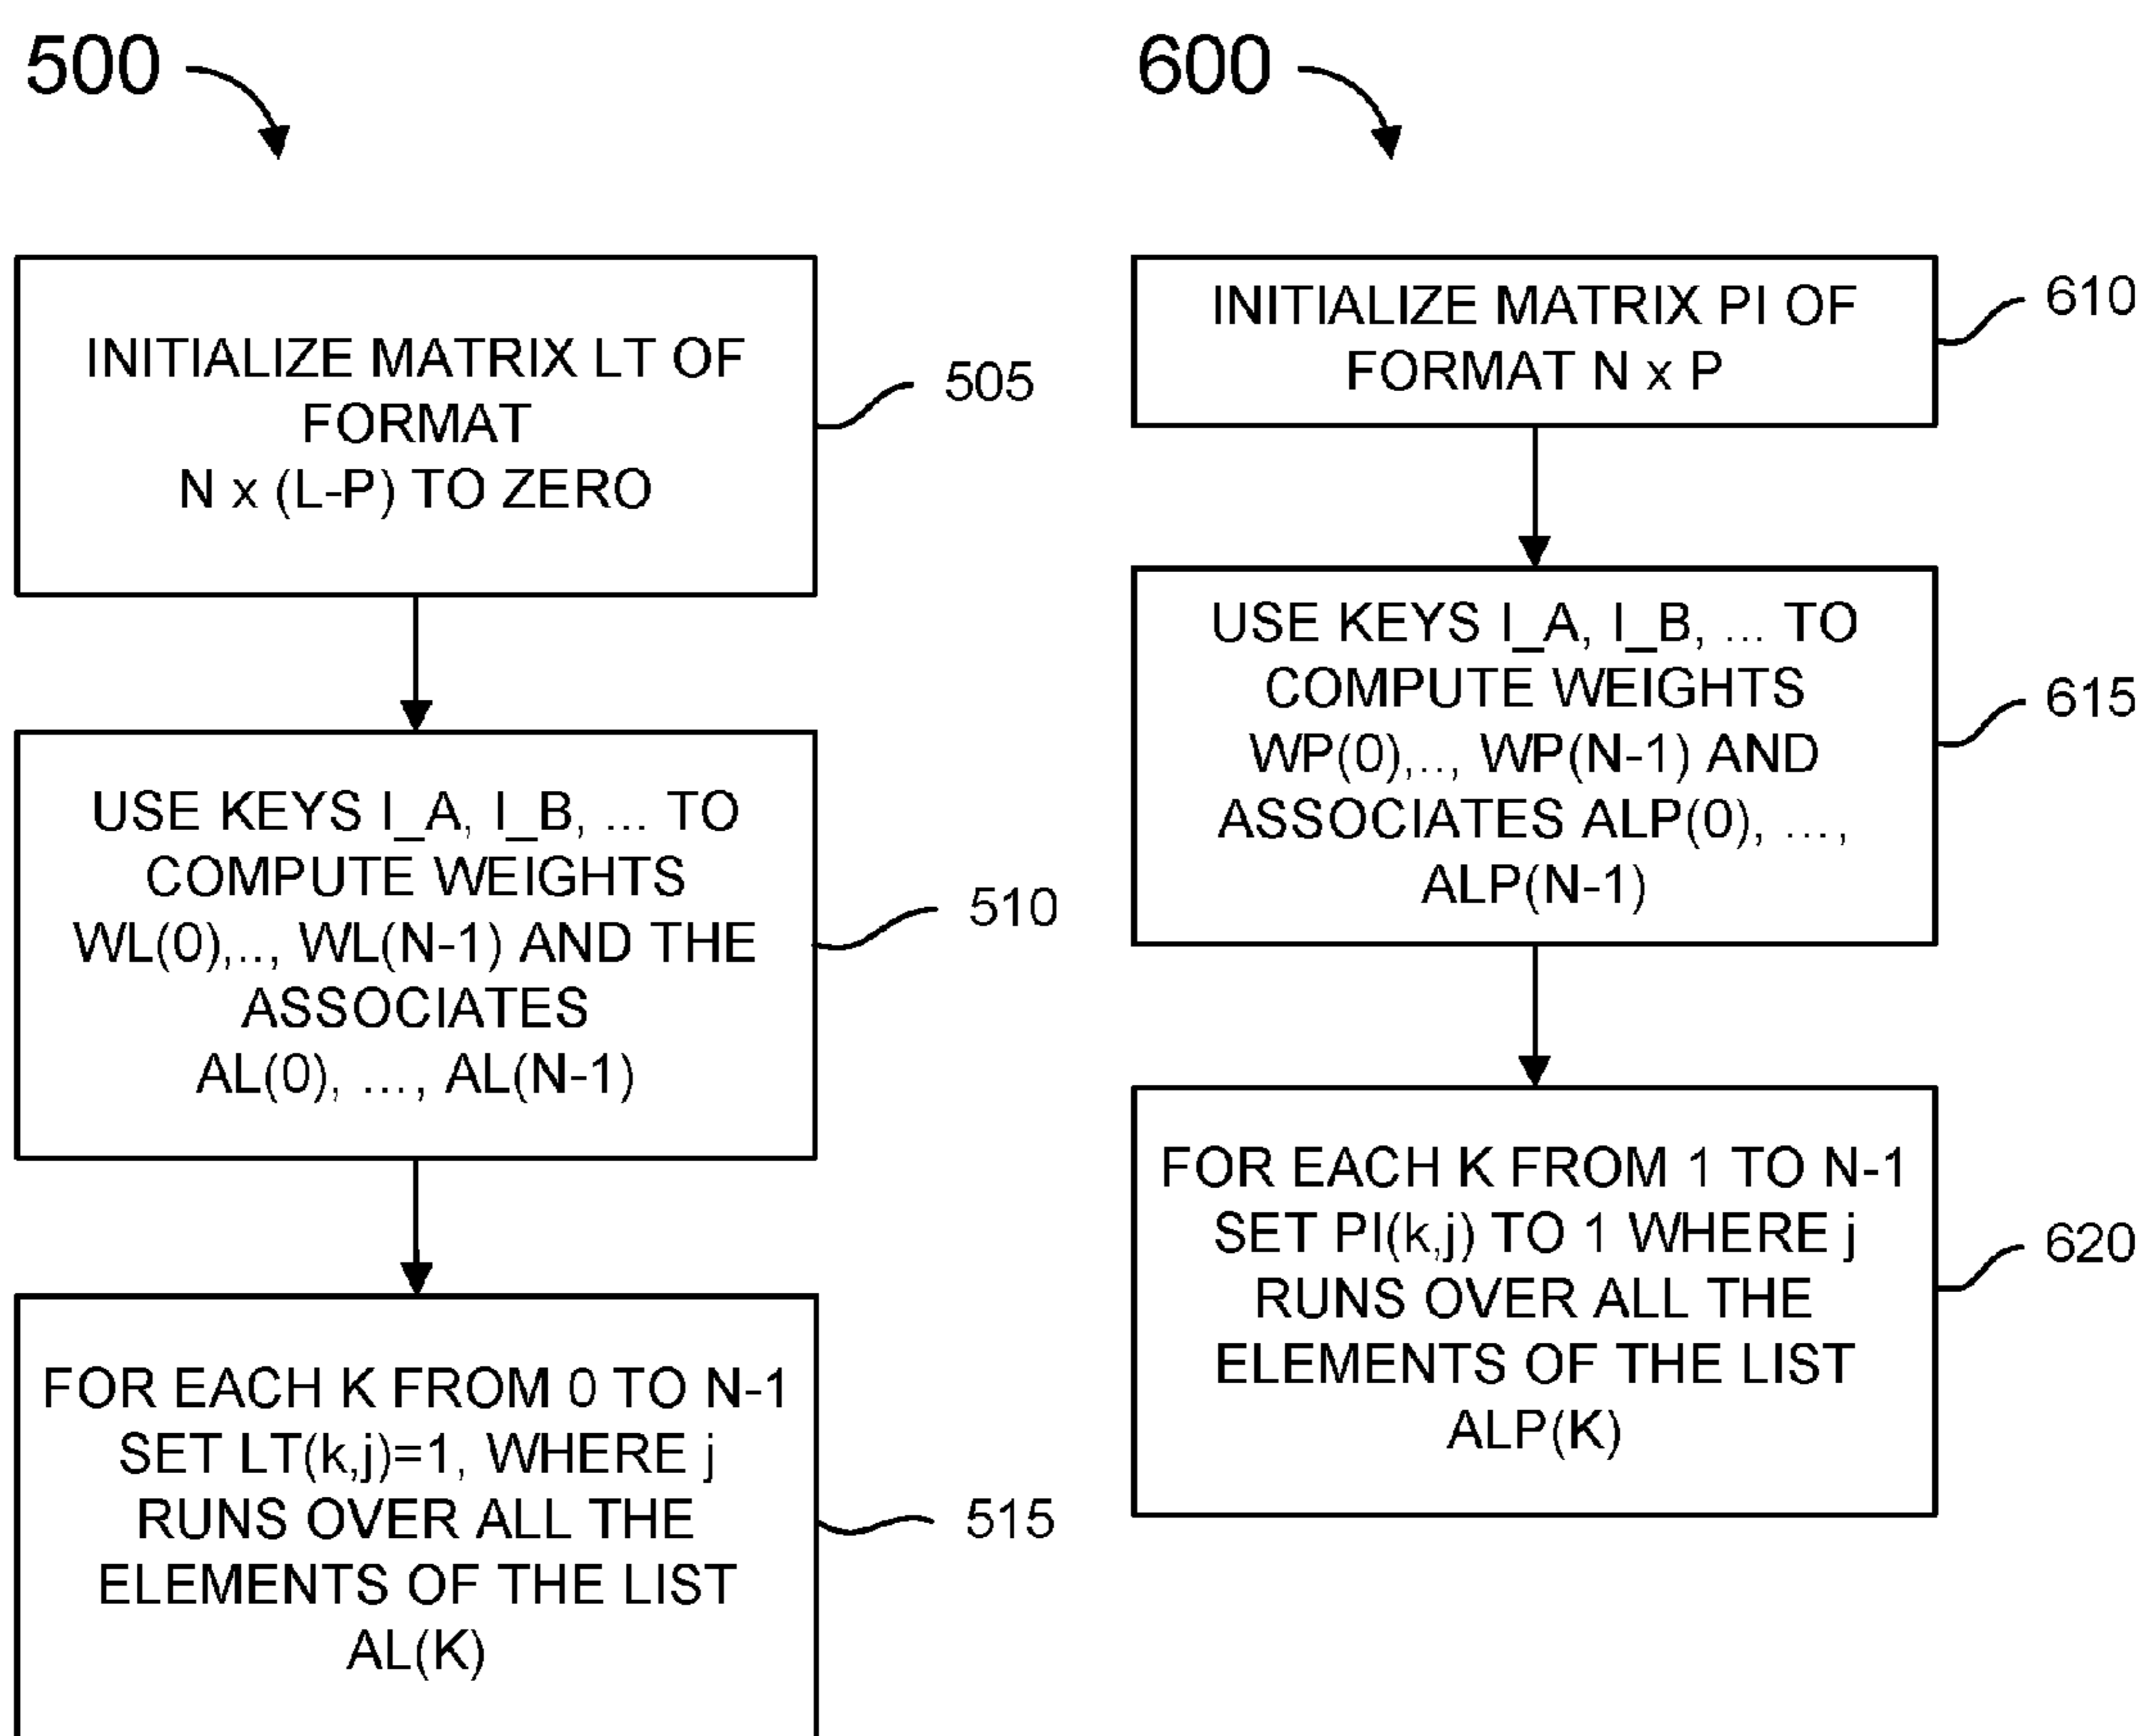 500
INITIALIZE MATRIX LT OF
FORMAT
N x (L-P) TO ZERO
505
USE KEYS I_A, I_B, ... TO
COMPUTE WEIGHTS
WL(0),.., WL(N-1) AND THE
ASSOCIATES
AL(0), ..., AL(N-1)
510
FOR EACH K FROM 0 TO N-1
SET LT(k,j)=1, WHERE j
RUNS OVER ALL THE
ELEMENTS OF THE LIST
AL(K)
515
600
INITIALIZE MATRIX PI OF
FORMAT N x P
610
USE KEYS I_A, I_B, ... TO
COMPUTE WEIGHTS
WP(0),.., WP(N-1) AND
ASSOCIATES ALP(0), ...,
ALP(N-1)
615
FOR EACH K FROM 1 TO N-1
SET PI(k,j) TO 1 WHERE j
RUNS OVER ALL THE
ELEMENTS OF THE LIST
ALP(K)
620